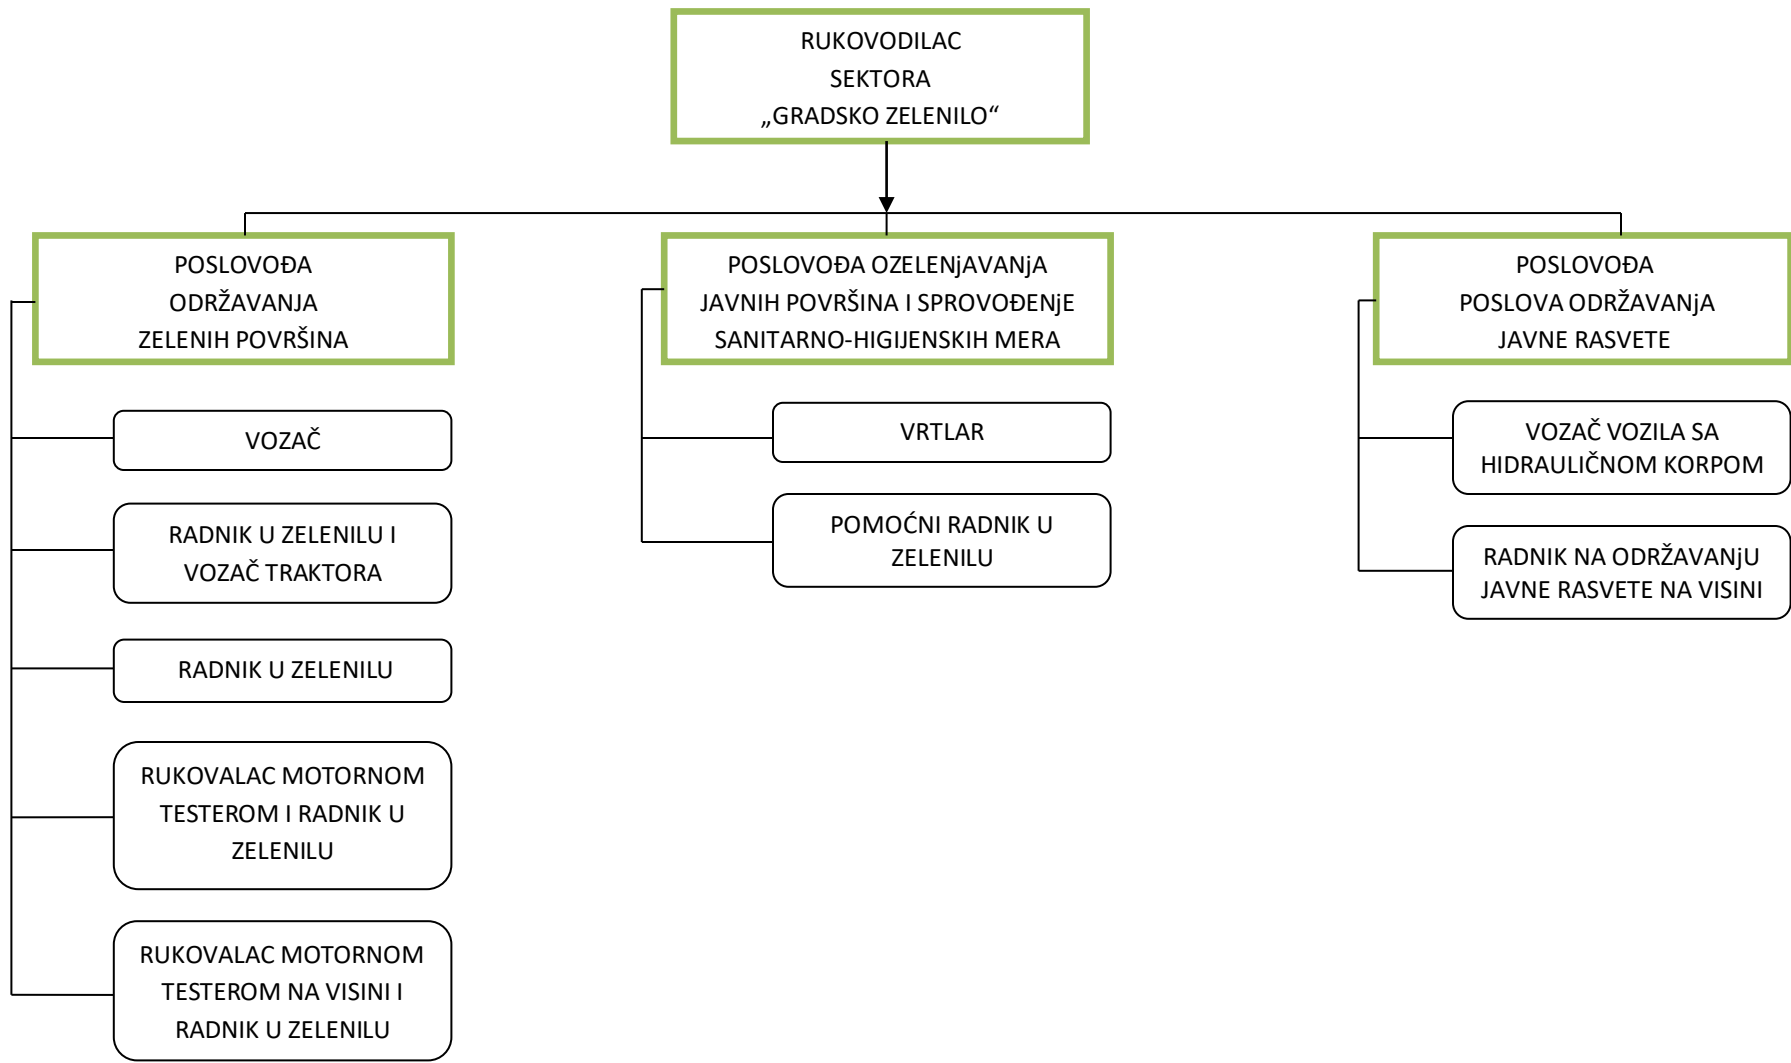 RUKOVODILAC
SEKTORA
„GRADSKO ZELENILO“
POSLOVOĐA
ODRŽAVANJA
ZELENIH POVRŠINA
VOZAČ
RADNIK U ZELENILU I
VOZAČ TRAKTORA
RADNIK U ZELENILU
RUKOVALAC MOTORNOM
TESTEROM I RADNIK U
ZELENILU
RUKOVALAC MOTORNOM
TESTEROM NA VISINI I
RADNIK U ZELENILU
POSLOVOĐA OZELENjAVANjA
JAVNIH POVRŠINA I SPROVOĐENjE
SANITARNO-HIGIJENSKIH MERA
VRTLAR
POMOĆNI RADNIK U
ZELENILU
POSLOVOĐA
POSLOVA ODRŽAVANjA
JAVNE RASVETE
VOZAČ VOZILA SA
HIDRAULIČNOM KORPOM
RADNIK NA ODRŽAVANjU
JAVNE RASVETE NA VISINI